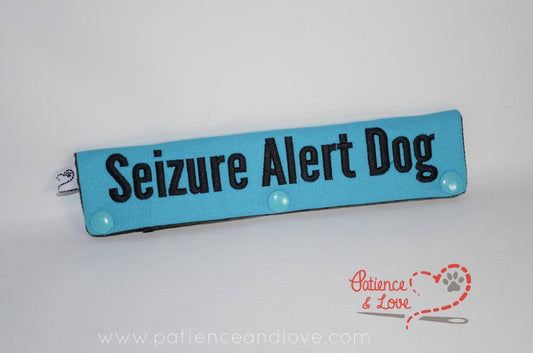 Seizure Alert Dog
Patience
& Love
www.patienceandlove.com